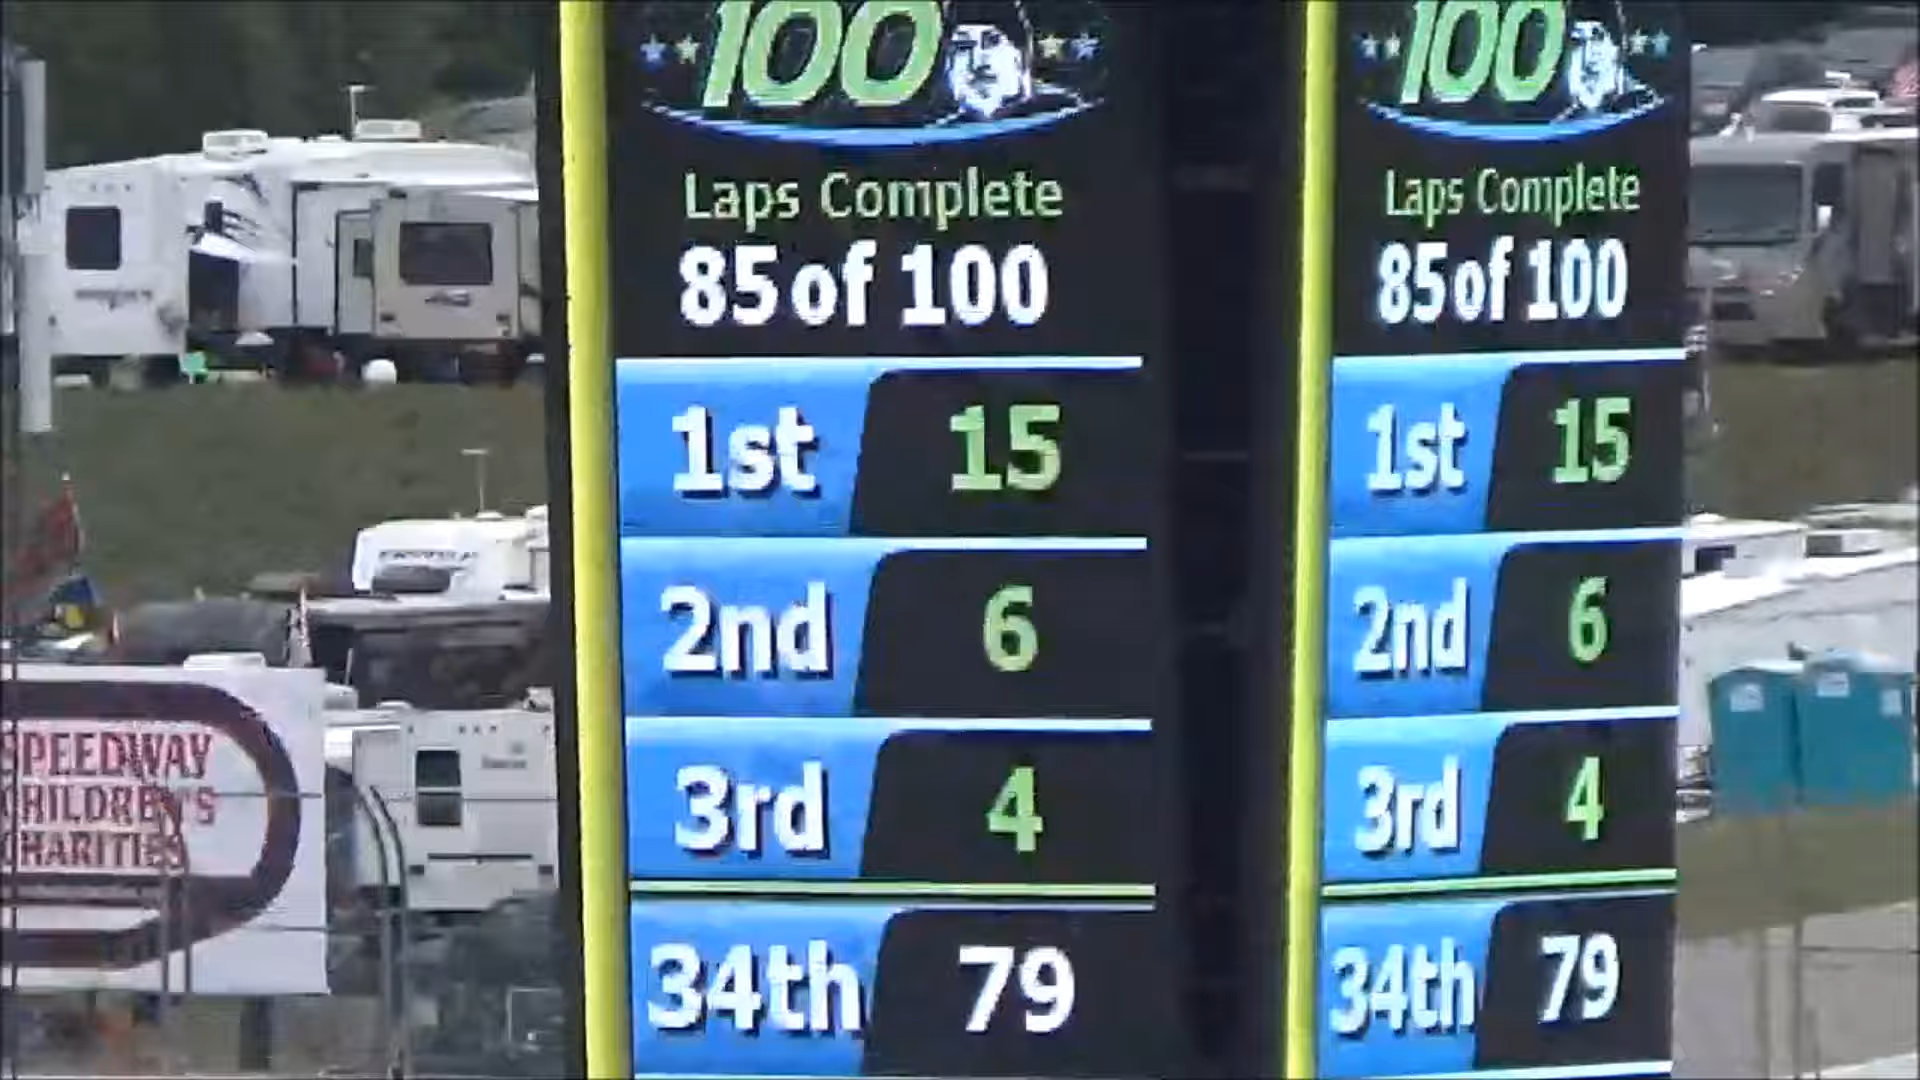 100
Laps Complete
85 of 100
1st 15
2nd 6
3rd 4
34th 79
100
Laps Complete
85 of 100
1st 15
2nd 6
3rd 4
34th 79
SPEEDWAY
CHILDREN'S
CHARITIES